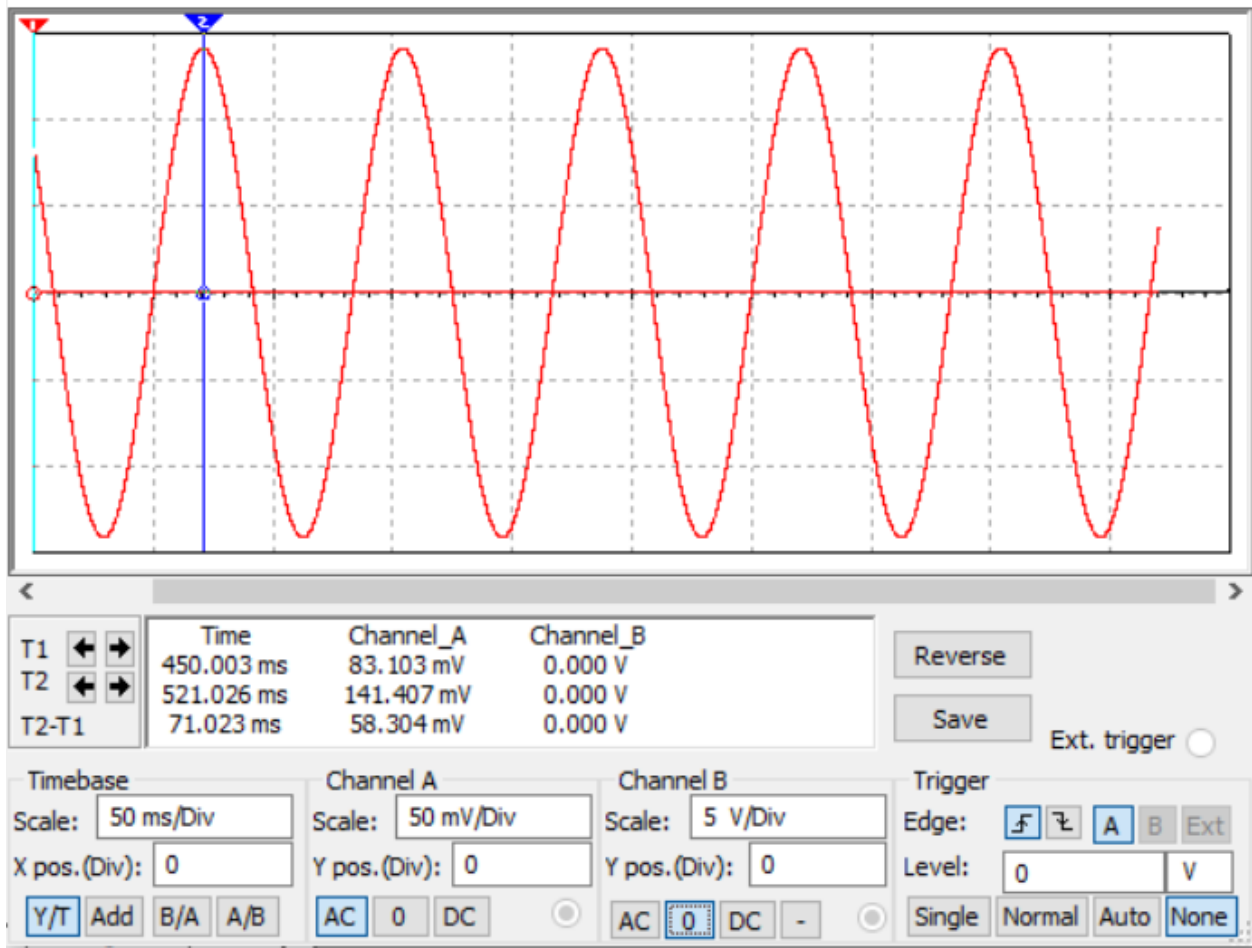 1 2
Time Channel_A Channel_B
T1 450.003 ms 83.103 mV 0.000 V
T2 521.026 ms 141.407 mV 0.000 V
T2-T1 71.023 ms 58.304 mV 0.000 V
Reverse
Save
Ext. trigger
Timebase Channel A Channel B Trigger
Scale: 50 ms/Div Scale: 50 mV/Div Scale: 5 V/Div Edge: A B Ext
X pos.(Div): 0 Y pos.(Div): 0 Y pos.(Div): 0 Level: 0 V
Y/T Add B/A A/B AC 0 DC AC 0 DC - Single Normal Auto None